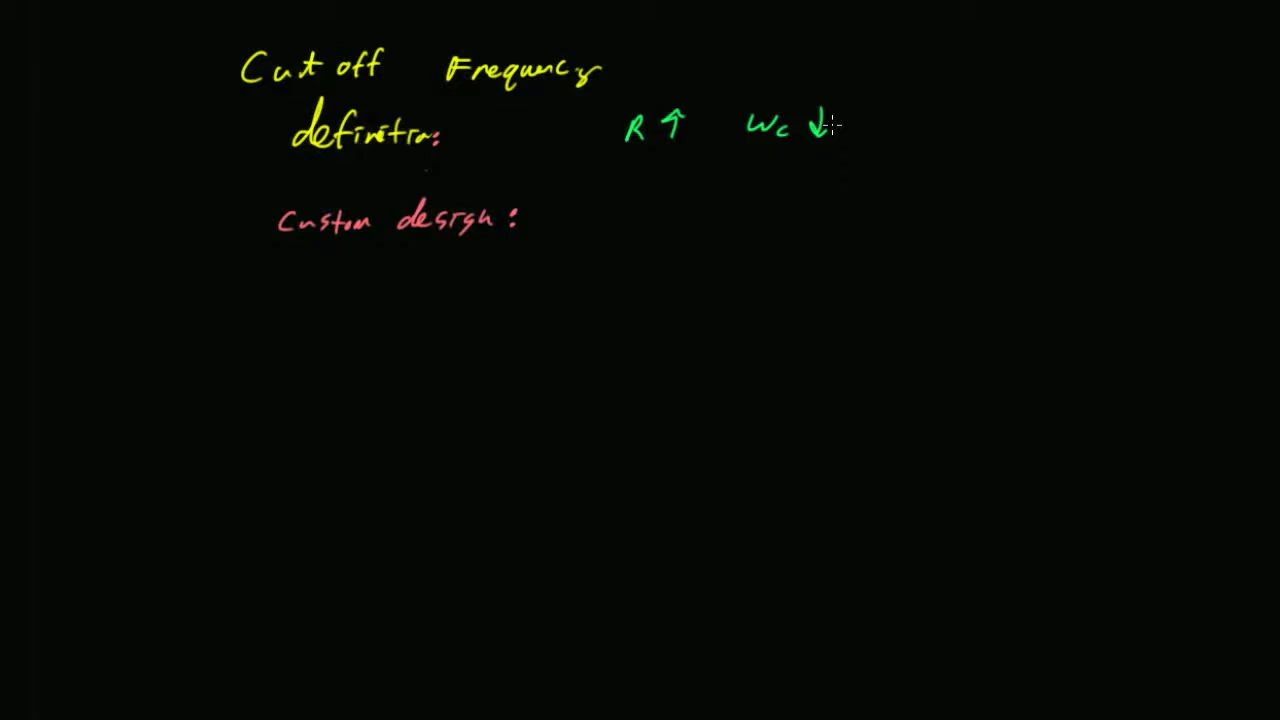 Cut off Frequency
definition:
R ↑ Wc ↓
Custom design: